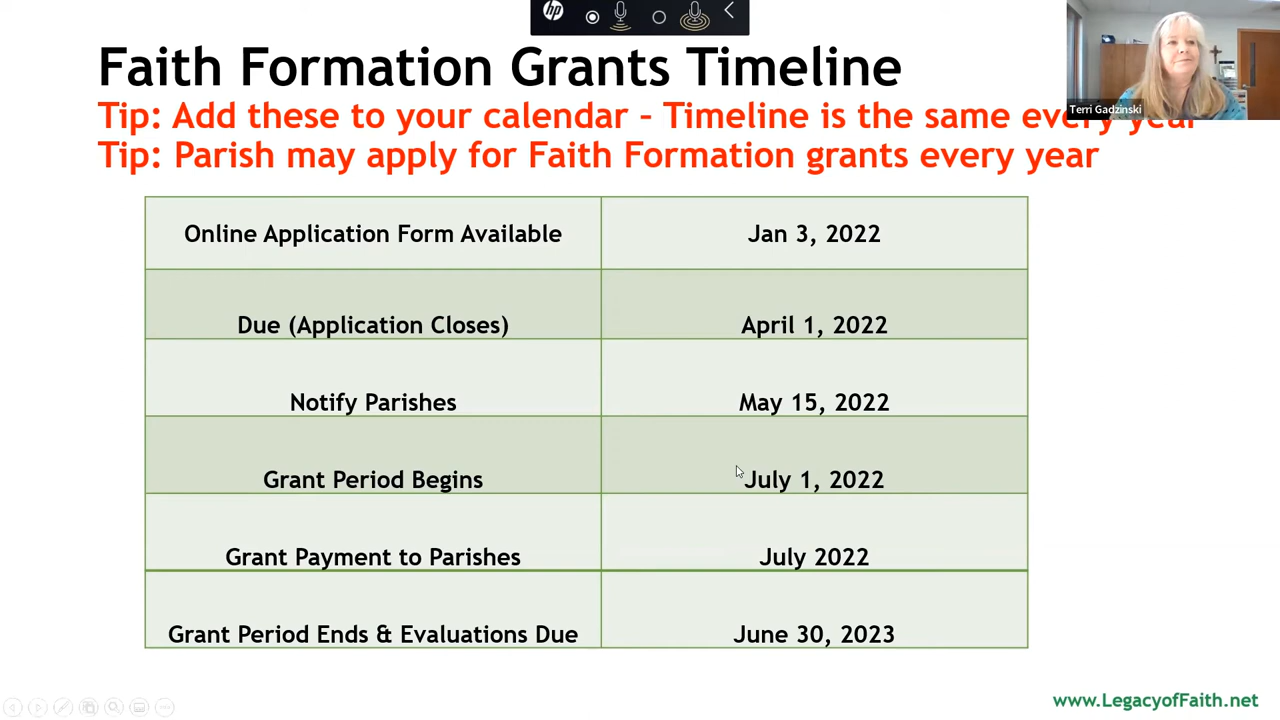 hp
Faith Formation Grants Timeline
Terri Gadzinski
Tip: Add these to your calendar – Timeline is the same every year
Tip: Parish may apply for Faith Formation grants every year
Online Application Form Available Jan 3, 2022
Due (Application Closes) April 1, 2022
Notify Parishes May 15, 2022
Grant Period Begins July 1, 2022
Grant Payment to Parishes July 2022
Grant Period Ends & Evaluations Due June 30, 2023
www.LegacyofFaith.net